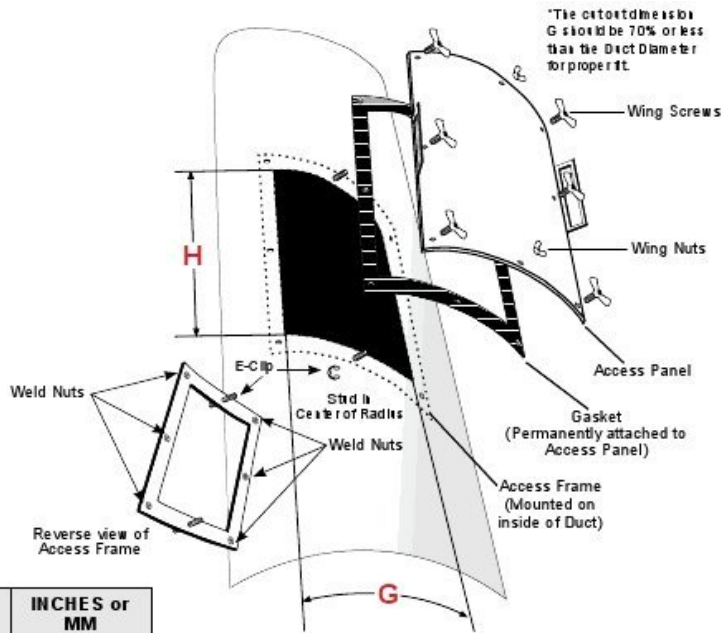 *The cutout dimension
G should be 70% or less
than the Duct Diameter
for proper fit.
Wing Screws
Wing Nuts
Access Panel
Gasket
(Permanently attached to
Access Panel)
Access Frame
(Mounted on
inside of Duct)
H
E-Clip
Stud in
Center of Radius
Weld Nuts
Weld Nuts
Reverse view of
Access Frame
G
INCHES or
MM